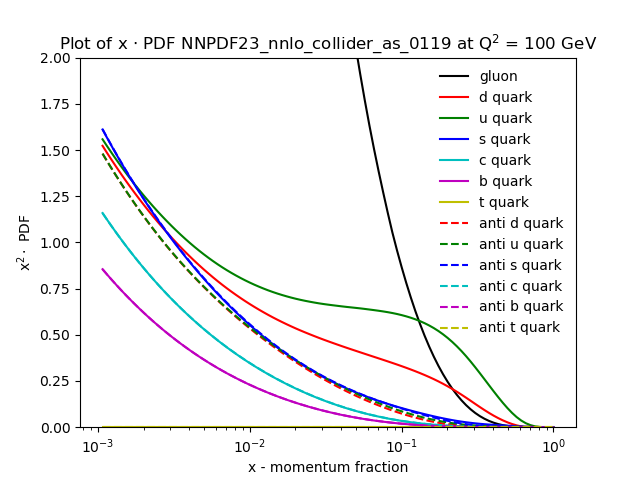 Plot of x · PDF NNPDF23_nnlo_collider_as_0119 at Q² = 100 GeV
2.00
1.75
1.50
1.25
1.00
0.75
0.50
0.25
0.00
x² · PDF
gluon
d quark
u quark
s quark
c quark
b quark
t quark
anti d quark
anti u quark
anti s quark
anti c quark
anti b quark
anti t quark
10⁻³ 10⁻² 10⁻¹ 10⁰
x - momentum fraction